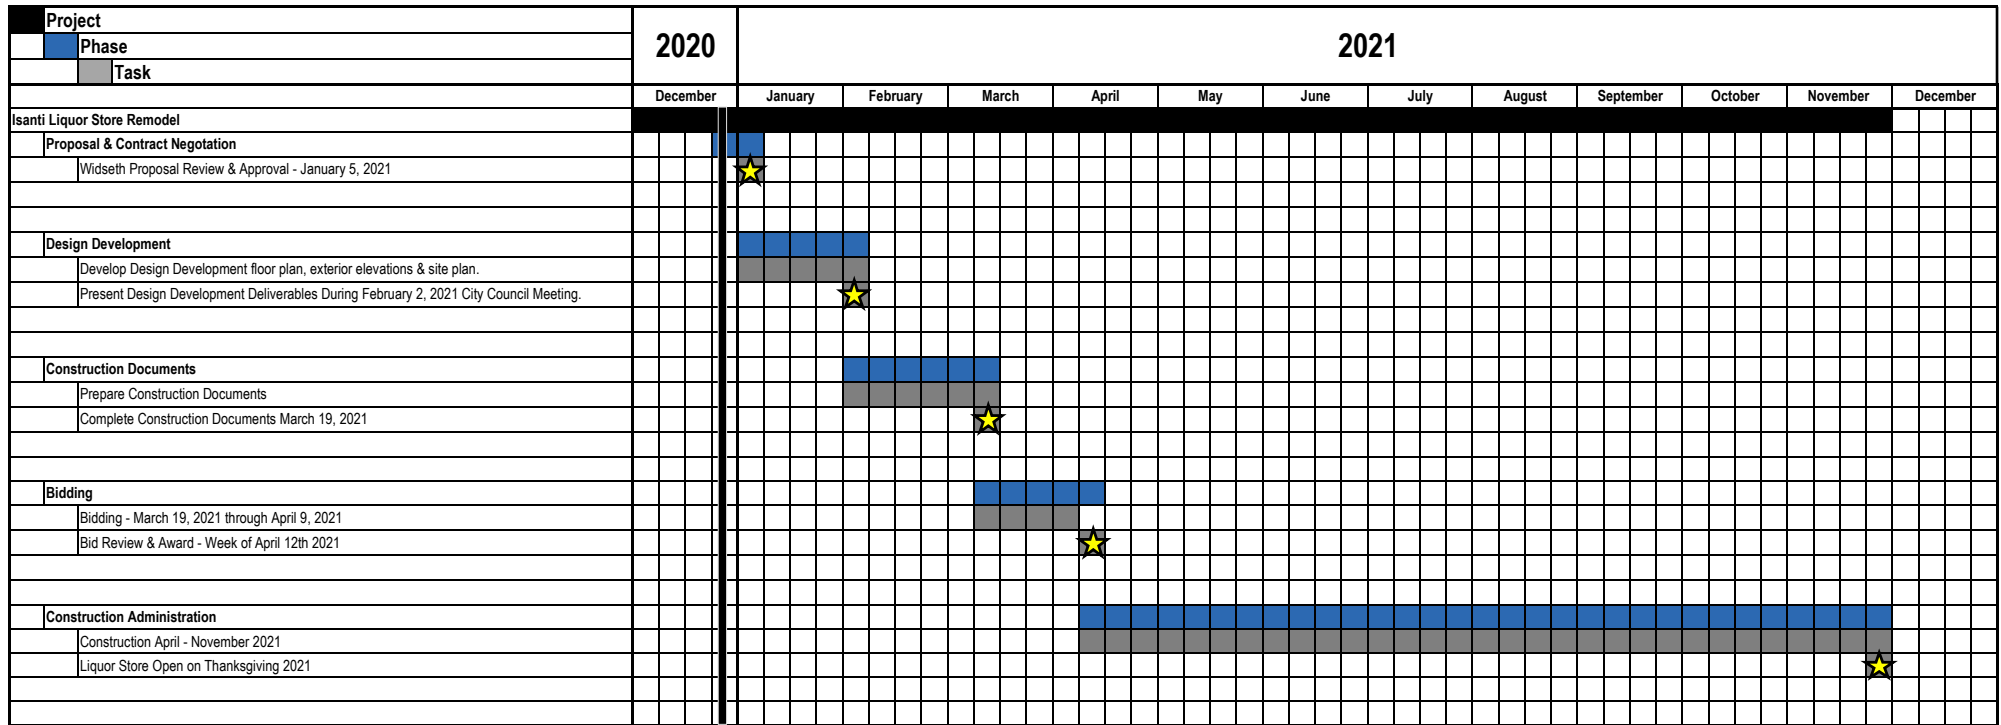 Project
Phase
Task
2020
2021
December January February March April May June July August September October November December
Isanti Liquor Store Remodel
Proposal & Contract Negotation
Widseth Proposal Review & Approval - January 5, 2021
Design Development
Develop Design Development floor plan, exterior elevations & site plan.
Present Design Development Deliverables During February 2, 2021 City Council Meeting.
Construction Documents
Prepare Construction Documents
Complete Construction Documents March 19, 2021
Bidding
Bidding - March 19, 2021 through April 9, 2021
Bid Review & Award - Week of April 12th 2021
Construction Administration
Construction April - November 2021
Liquor Store Open on Thanksgiving 2021